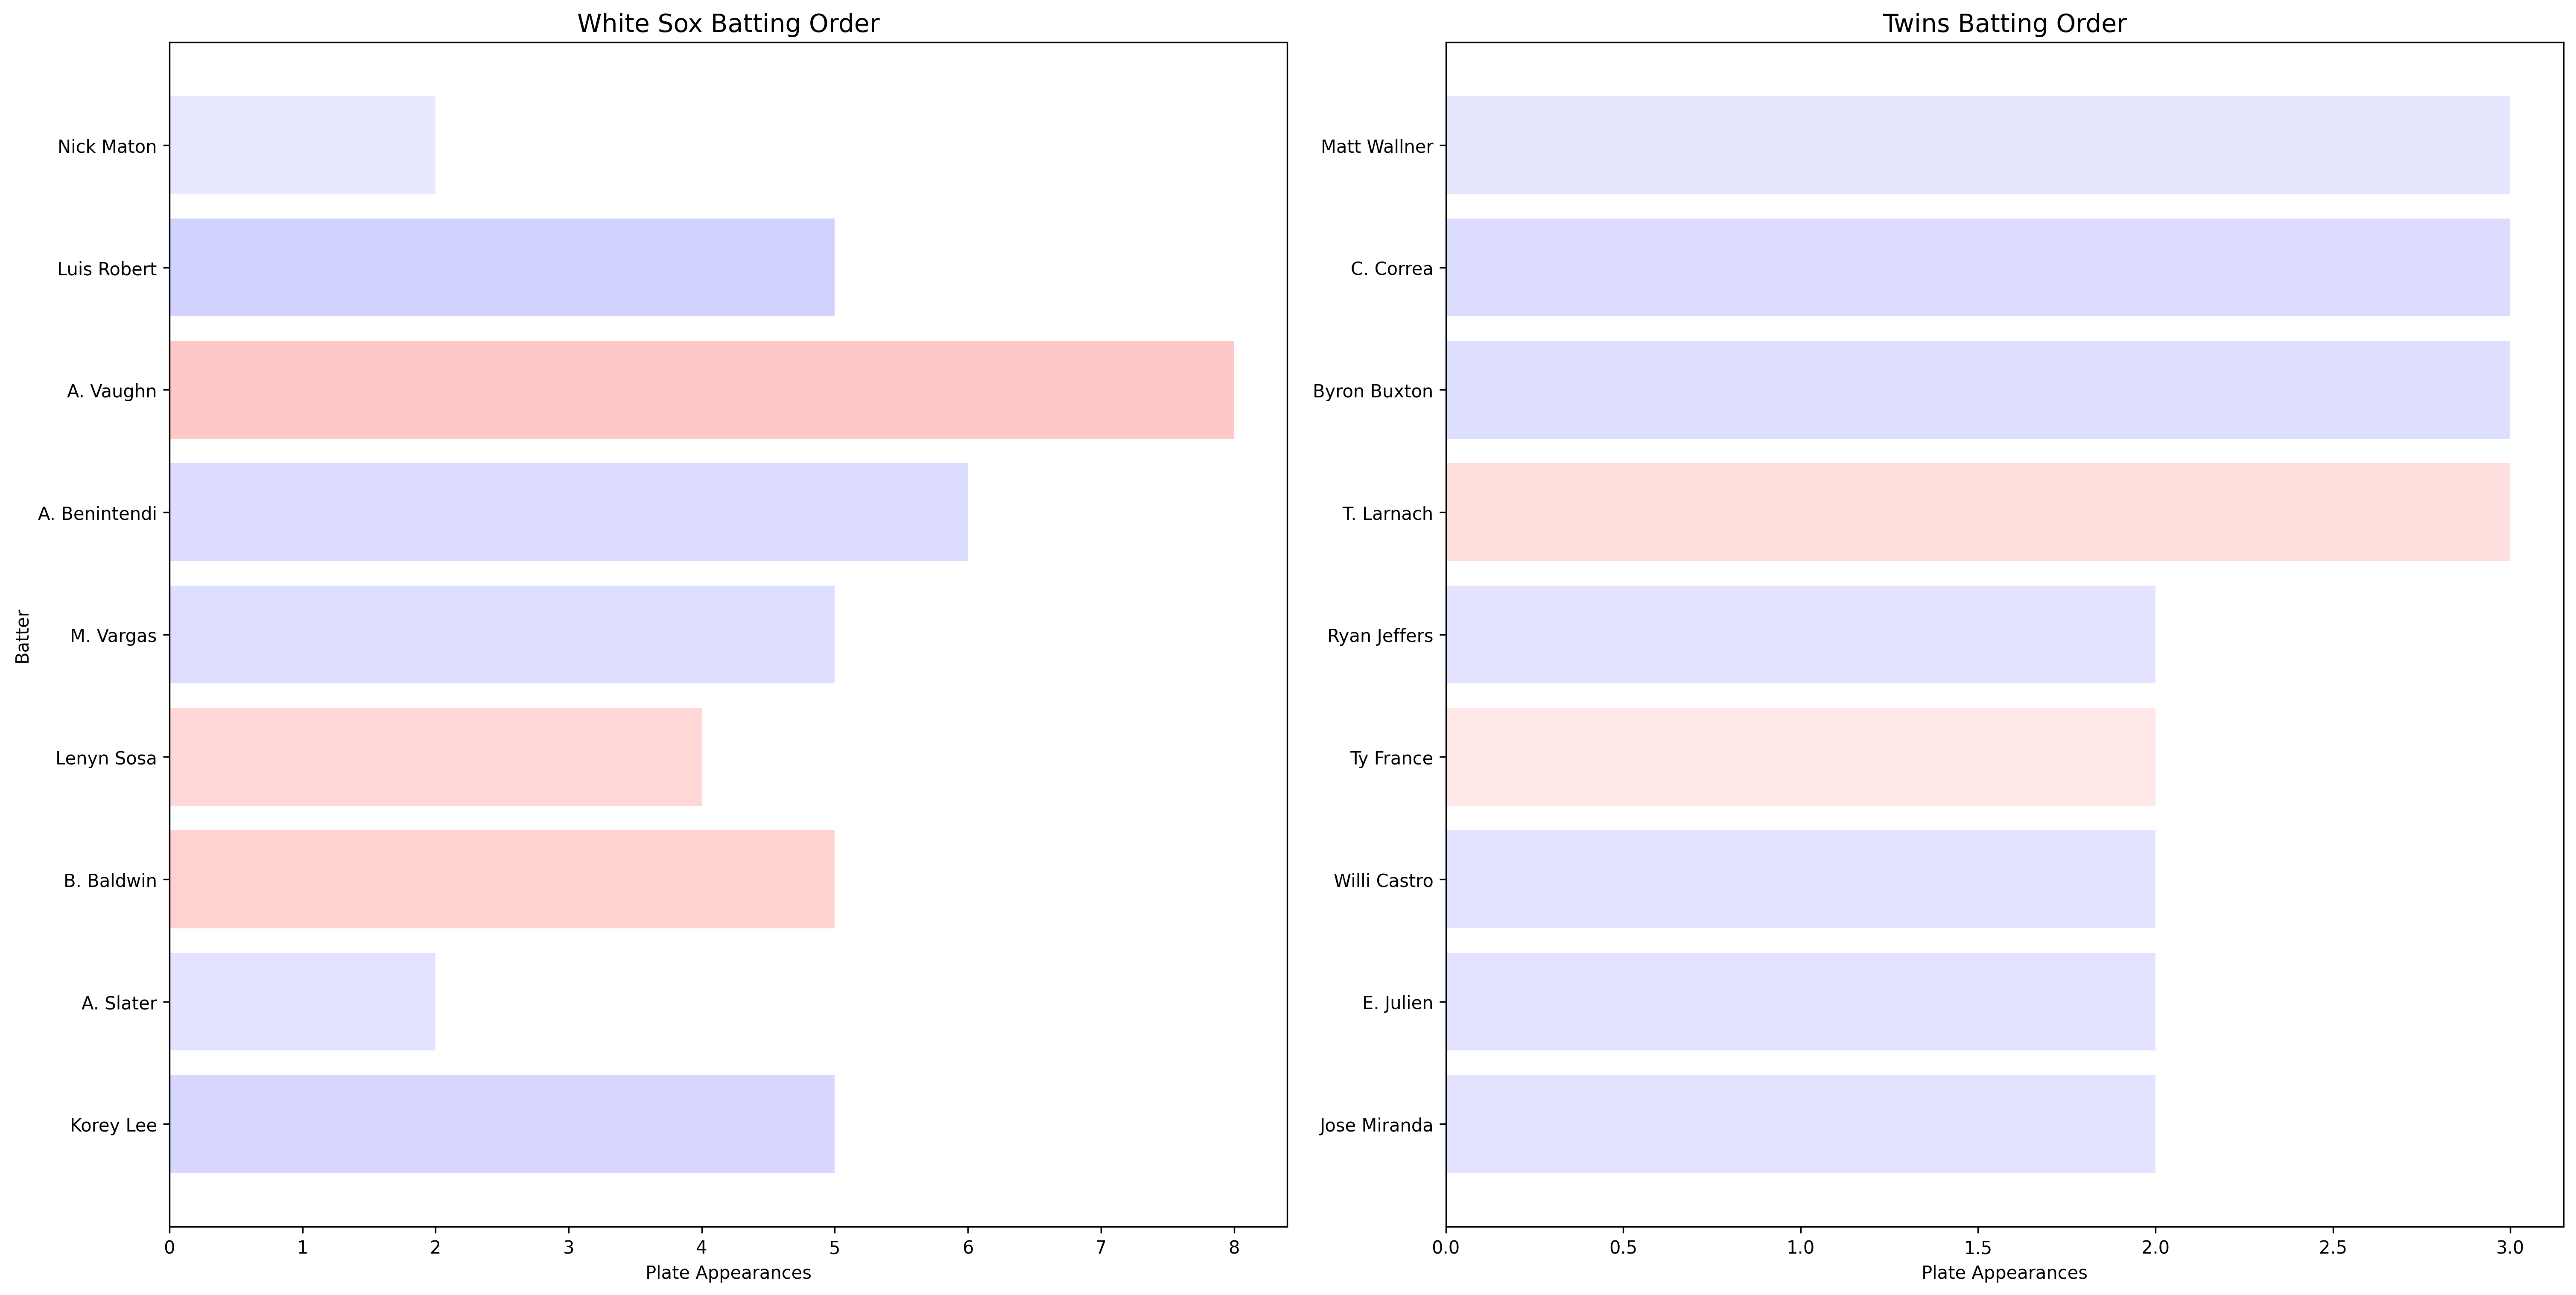 White Sox Batting Order
Batter
Nick Maton
Luis Robert
A. Vaughn
A. Benintendi
M. Vargas
Lenyn Sosa
B. Baldwin
A. Slater
Korey Lee
0 1 2 3 4 5 6 7 8
Plate Appearances
Twins Batting Order
Matt Wallner
C. Correa
Byron Buxton
T. Larnach
Ryan Jeffers
Ty France
Willi Castro
E. Julien
Jose Miranda
0.0 0.5 1.0 1.5 2.0 2.5 3.0
Plate Appearances